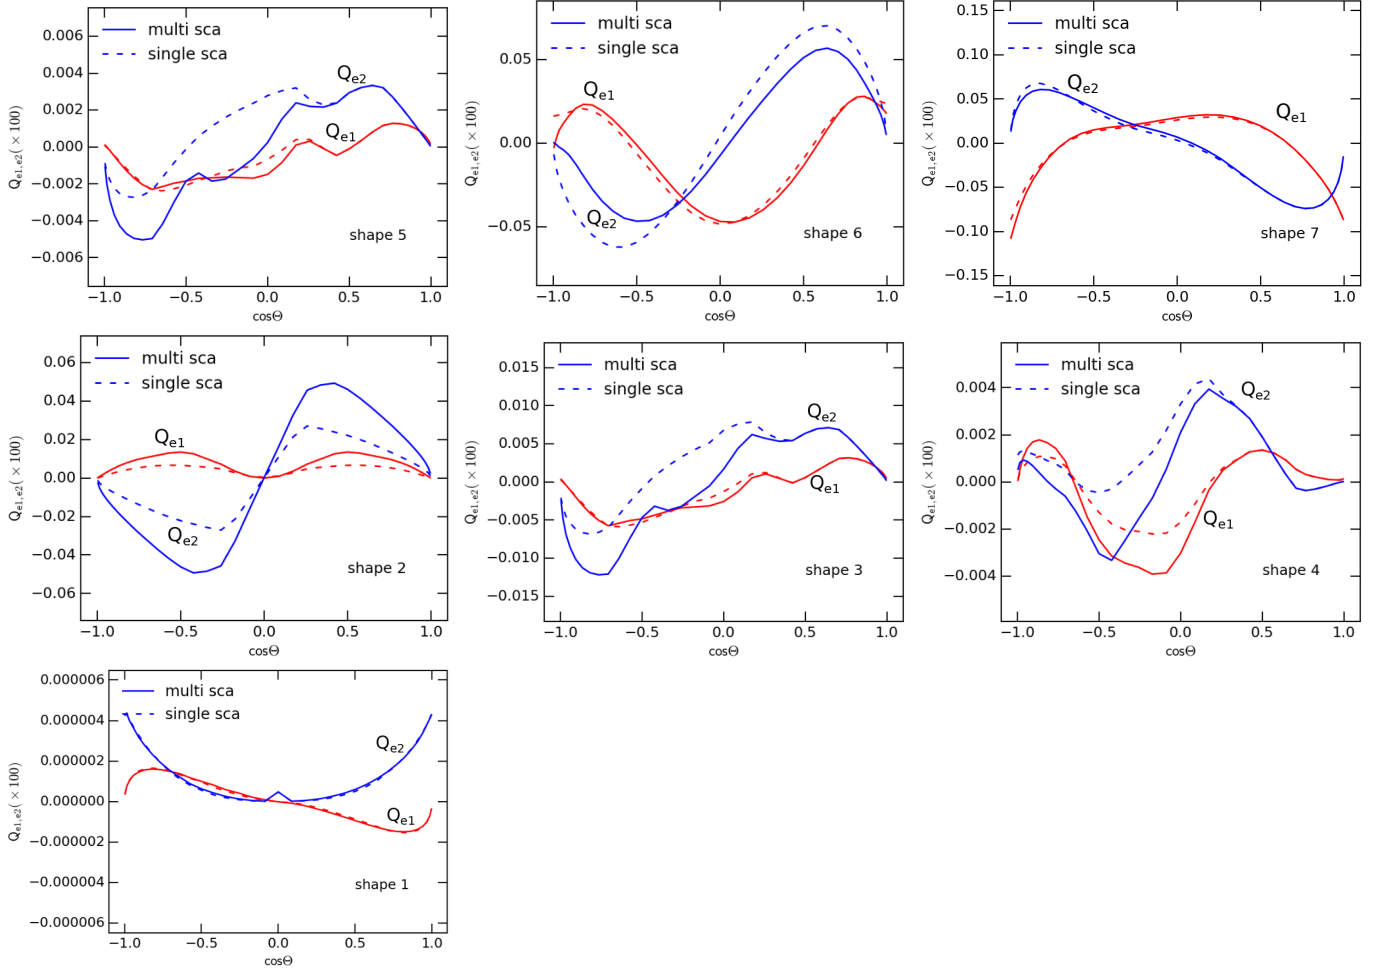 0.006
0.004
0.002
0.000
−0.002
−0.004
−0.006
Q e1,e2 ( × 100)
multi sca
single sca
Qe2
Qe1
shape 5
−1.0 −0.5 0.0 0.5 1.0
cosΘ
0.05
0.00
−0.05
Q e1,e2 ( × 100)
multi sca
single sca
Qe1
Qe2
shape 6
−1.0 −0.5 0.0 0.5 1.0
cosΘ
0.15
0.10
0.05
0.00
−0.05
−0.10
−0.15
Q e1,e2 ( × 100)
multi sca
single sca
Qe2
Qe1
shape 7
−1.0 −0.5 0.0 0.5 1.0
cosΘ
0.06
0.04
0.02
0.00
−0.02
−0.04
−0.06
Q e1,e2 ( × 100)
multi sca
single sca
Qe1
Qe2
shape 2
−1.0 −0.5 0.0 0.5 1.0
cosΘ
0.015
0.010
0.005
0.000
−0.005
−0.010
−0.015
Q e1,e2 ( × 100)
multi sca
single sca
Qe2
Qe1
shape 3
−1.0 −0.5 0.0 0.5 1.0
cosΘ
0.004
0.002
0.000
−0.002
−0.004
Q e1,e2 ( × 100)
multi sca
single sca
Qe2
Qe1
shape 4
−1.0 −0.5 0.0 0.5 1.0
cosΘ
0.000006
0.000004
0.000002
0.000000
−0.000002
−0.000004
−0.000006
Q e1,e2 ( × 100)
multi sca
single sca
Qe2
Qe1
shape 1
−1.0 −0.5 0.0 0.5 1.0
cosΘ